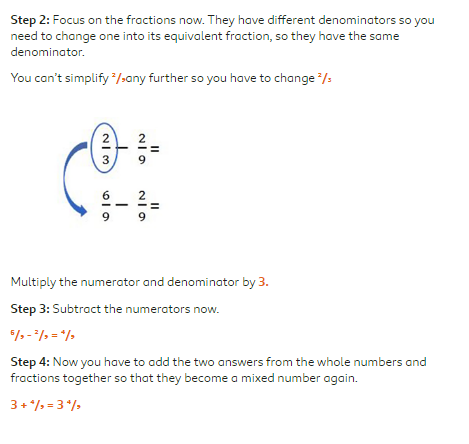 Step 2: Focus on the fractions now. They have different denominators so you
need to change one into its equivalent fraction, so they have the same
denominator.
You can't simplify ²/₉any further so you have to change ²/₃
2/3 - 2/9 =
6/9 - 2/9 =
Multiply the numerator and denominator by 3.
Step 3: Subtract the numerators now.
⁶/₉ - ²/₉ = ⁴/₉
Step 4: Now you have to add the two answers from the whole numbers and
fractions together so that they become a mixed number again.
3 + ⁴/₉ = 3 ⁴/₉